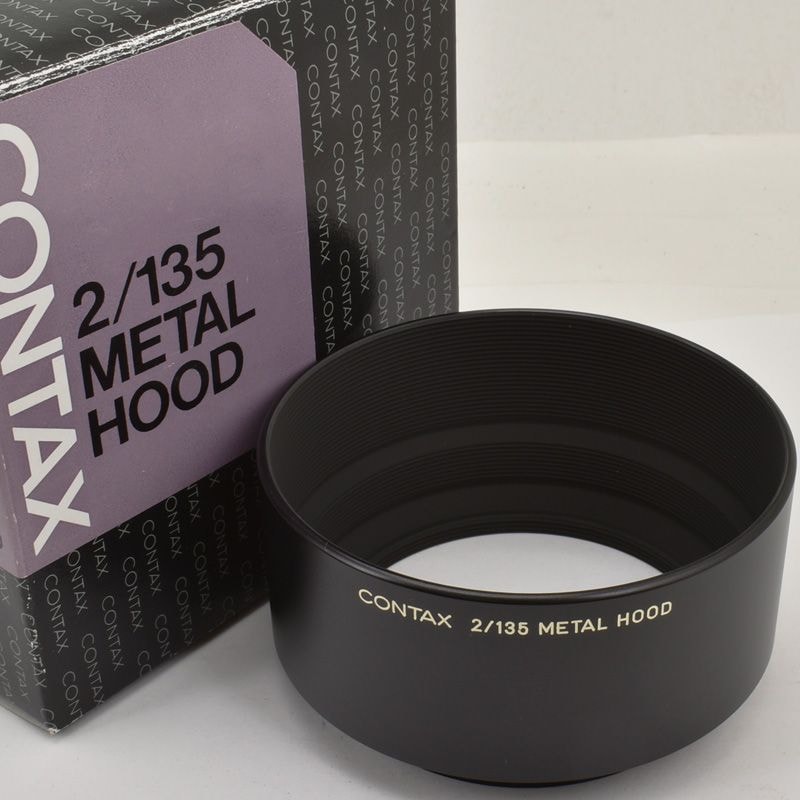 CONTAX
2/135
METAL
HOOD
CONTAX 2/135 METAL HOOD